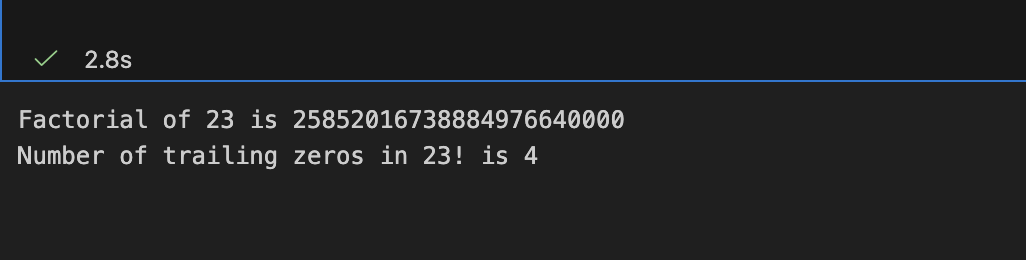 2.8s
Factorial of 23 is 25852016738884976640000
Number of trailing zeros in 23! is 4